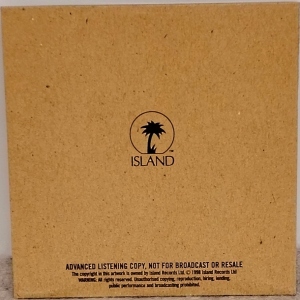 ISLAND
ADVANCED LISTENING COPY, NOT FOR BROADCAST OR RESALE
The copyright in this artwork is owned by Island Records Ltd. © 1998 Island Records Ltd
WARNING. All rights reserved. Unauthorised copying, reproduction, hiring, lending,
public performance and broadcasting prohibited.